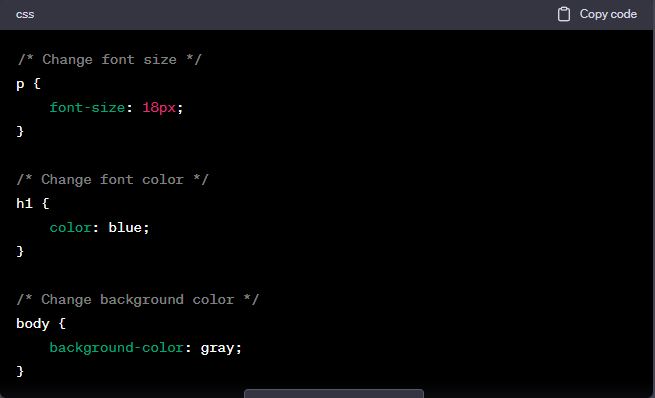 css
Copy code
/* Change font size */
p {
    font-size: 18px;
}
/* Change font color */
h1 {
    color: blue;
}
/* Change background color */
body {
    background-color: gray;
}